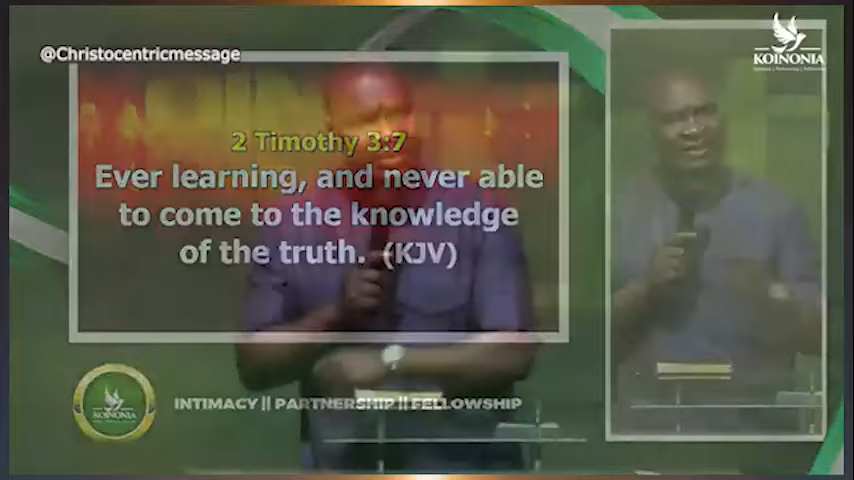 @Christocentricmessage
KOINONIA
2 Timothy 3:7
Ever learning, and never able
to come to the knowledge
of the truth. (KJV)
KOINONIA
INTIMACY || PARTNERSHIP || FELLOWSHIP